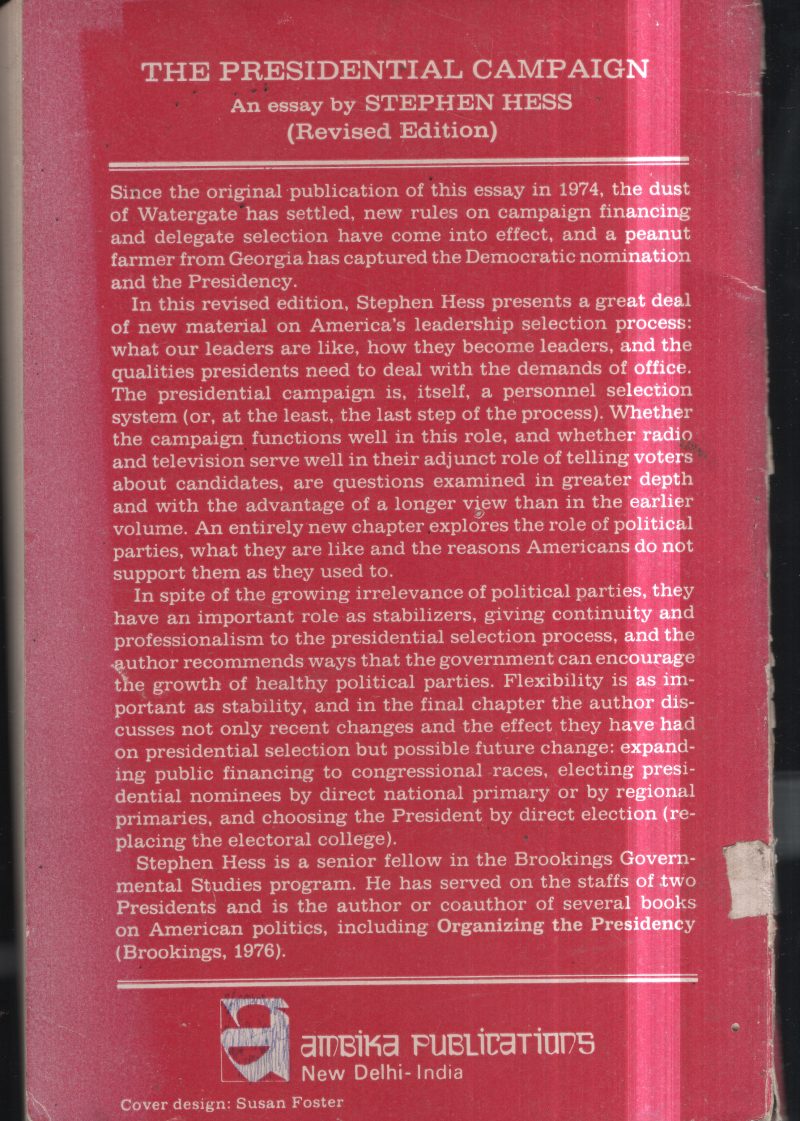 THE PRESIDENTIAL CAMPAIGN
An essay by STEPHEN HESS
(Revised Edition)
Since the original publication of this essay in 1974, the dust
of Watergate has settled, new rules on campaign financing
and delegate selection have come into effect, and a peanut
farmer from Georgia has captured the Democratic nomination
and the Presidency.
In this revised edition, Stephen Hess presents a great deal
of new material on America's leadership selection process:
what our leaders are like, how they become leaders, and the
qualities presidents need to deal with the demands of office.
The presidential campaign is, itself, a personnel selection
system (or, at the least, the last step of the process). Whether
the campaign functions well in this role, and whether radio
and television serve well in their adjunct role of telling voters
about candidates, are questions examined in greater depth
and with the advantage of a longer view than in the earlier
volume. An entirely new chapter explores the role of political
parties, what they are like and the reasons Americans do not
support them as they used to.
In spite of the growing irrelevance of political parties, they
have an important role as stabilizers, giving continuity and
professionalism to the presidential selection process, and the
author recommends ways that the government can encourage
the growth of healthy political parties. Flexibility is as im-
portant as stability, and in the final chapter the author dis-
cusses not only recent changes and the effect they have had
on presidential selection but possible future change: expand-
ing public financing to congressional races, electing presi-
dential nominees by direct national primary or by regional
primaries, and choosing the President by direct election (re-
placing the electoral college).
Stephen Hess is a senior fellow in the Brookings Govern-
mental Studies program. He has served on the staffs of two
Presidents and is the author or coauthor of several books
on American politics, including Organizing the Presidency
(Brookings, 1976).
AMBIKA PUBLICATIONS
New Delhi-India
Cover design: Susan Foster